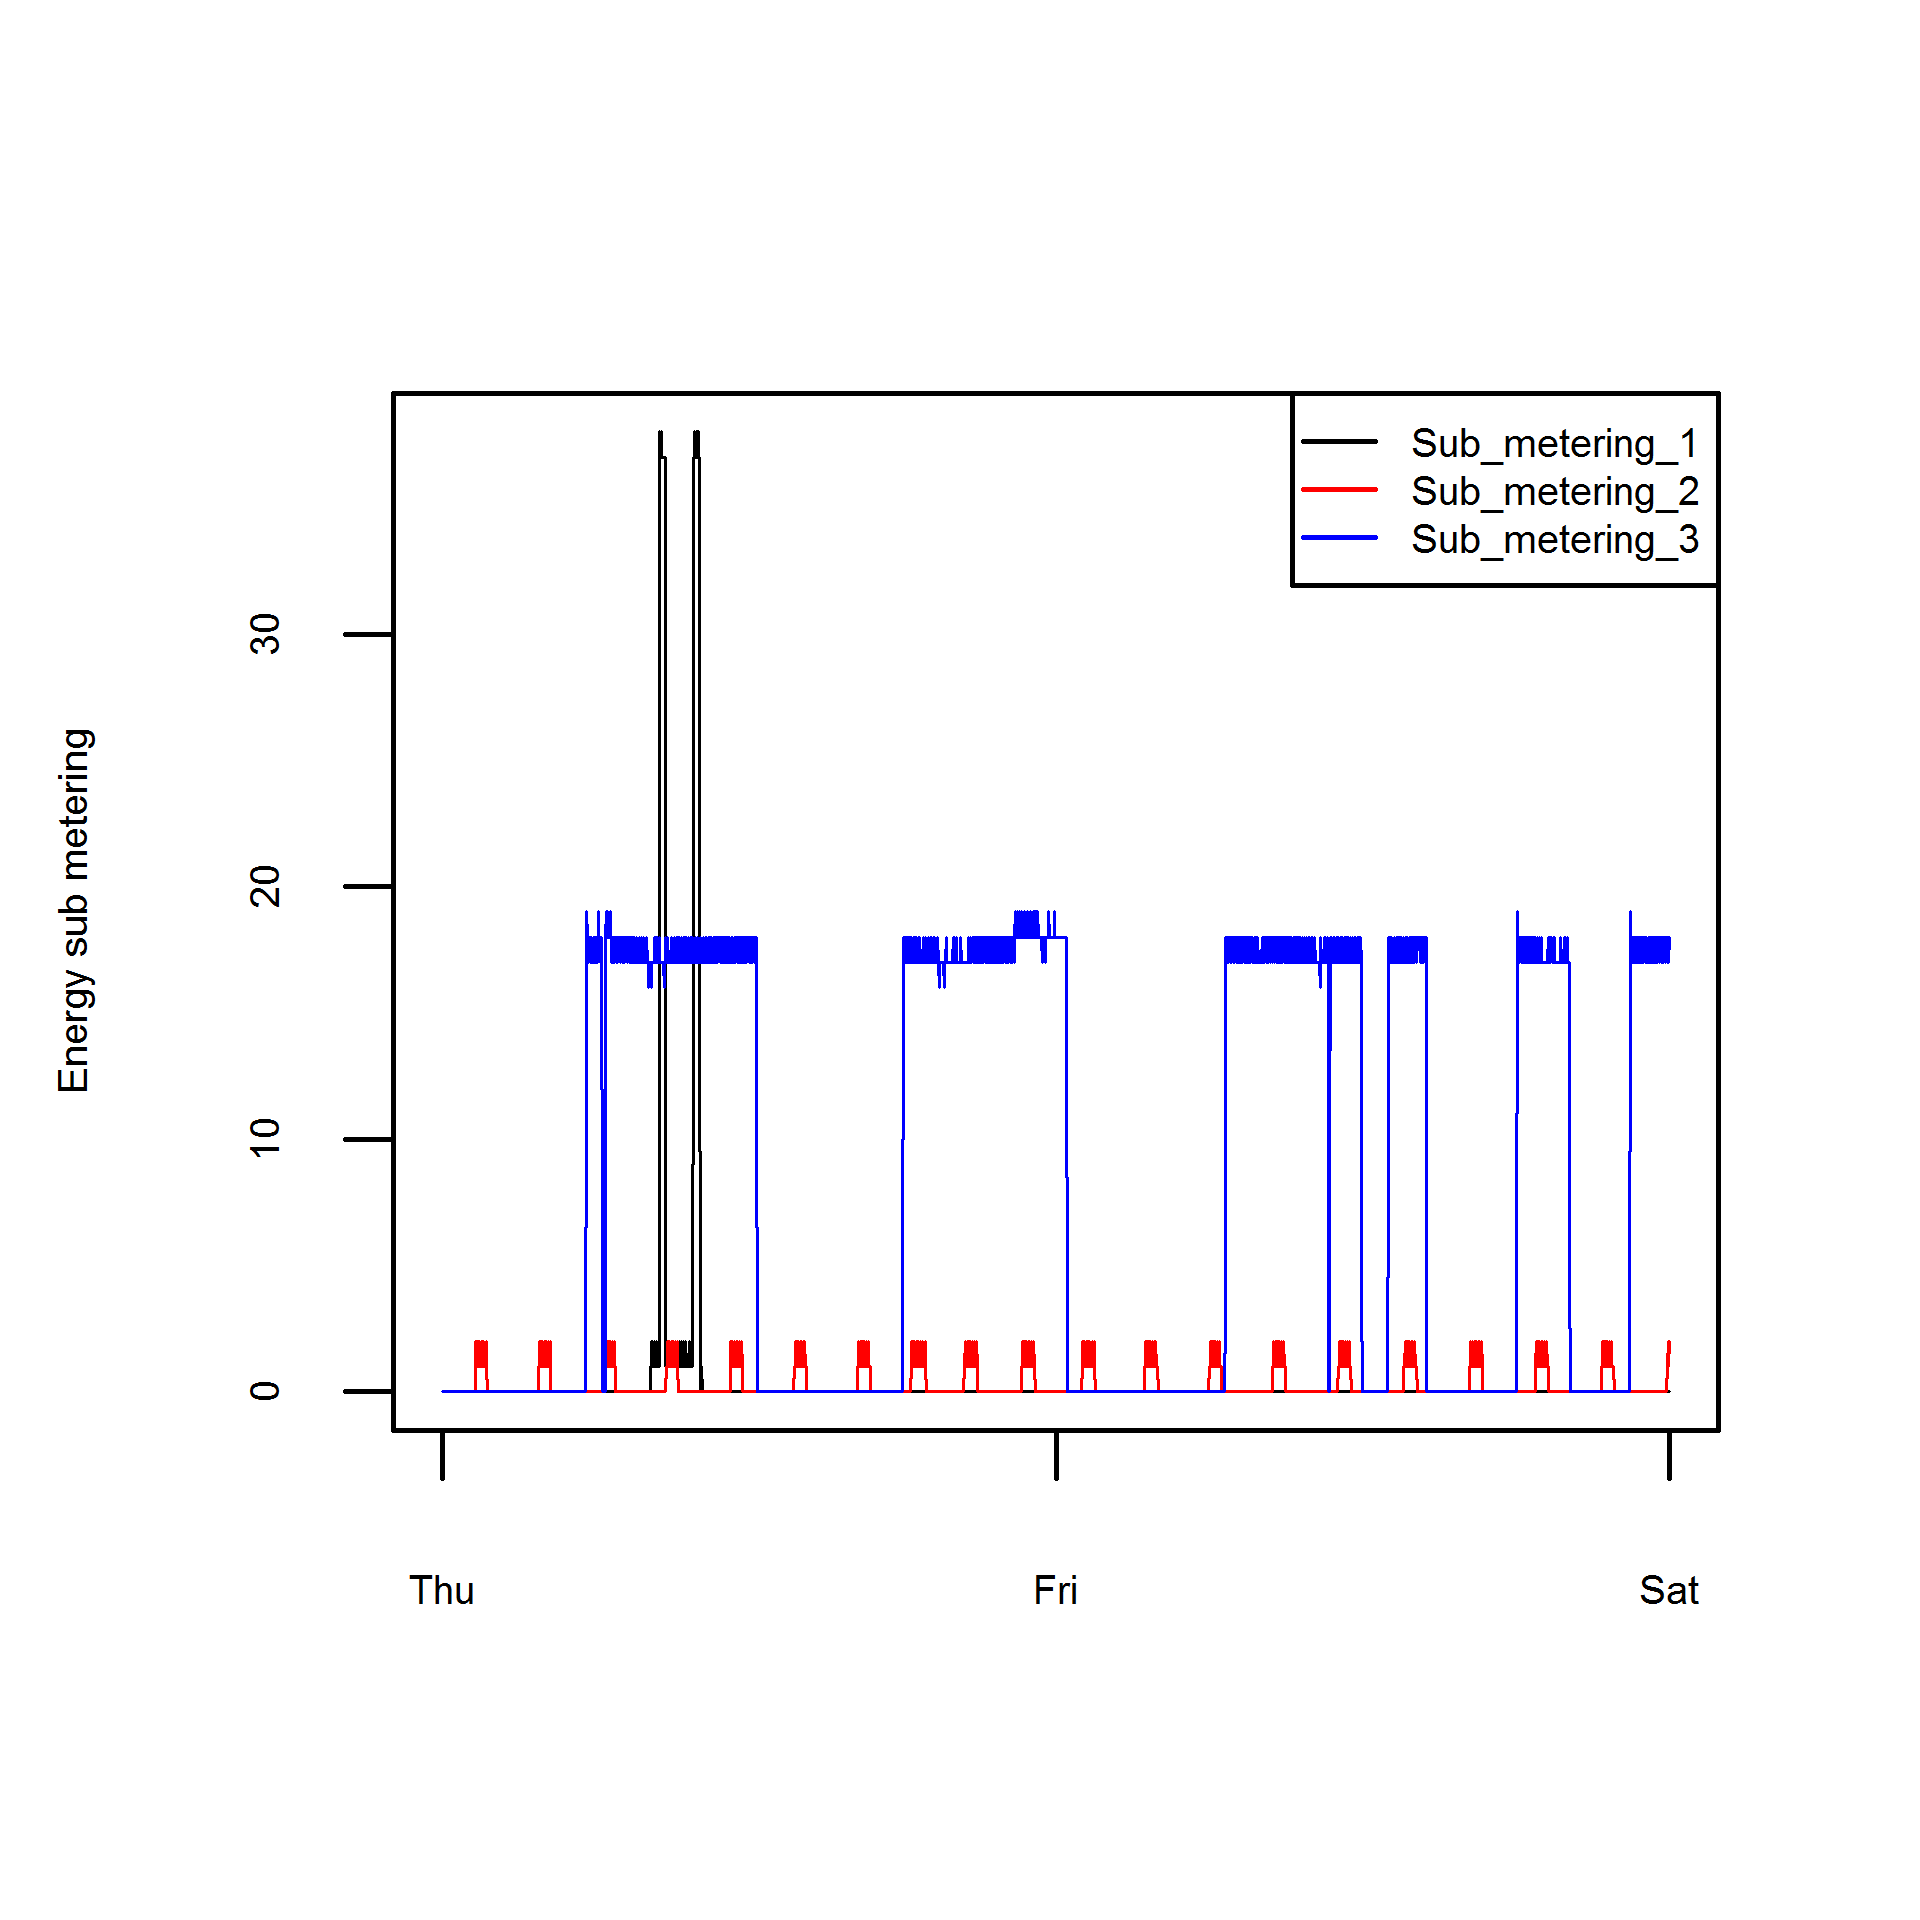 Sub_metering_1
Sub_metering_2
Sub_metering_3
Energy sub metering
30
20
10
0
Thu Fri Sat